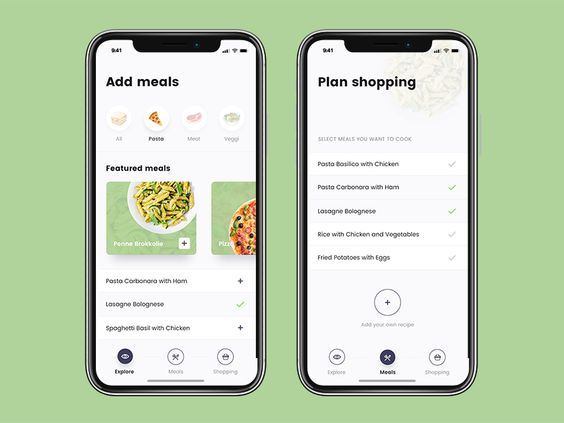 9:41
Add meals
All
Pasta
Meat
Veggi
Featured meals
Penne Brokkolie
Pizza
Pasta Carbonara with Ham
Lasagne Bolognese
Spaghetti Basil with Chicken
Explore
Meals
Shopping
9:41
Plan shopping
SELECT MEALS YOU WANT TO COOK
Pasta Basilico with Chicken
Pasta Carbonara with Ham
Lasagne Bolognese
Rice with Chicken and Vegetables
Fried Potatoes with Eggs
Add your own recipe
Explore
Meals
Shopping